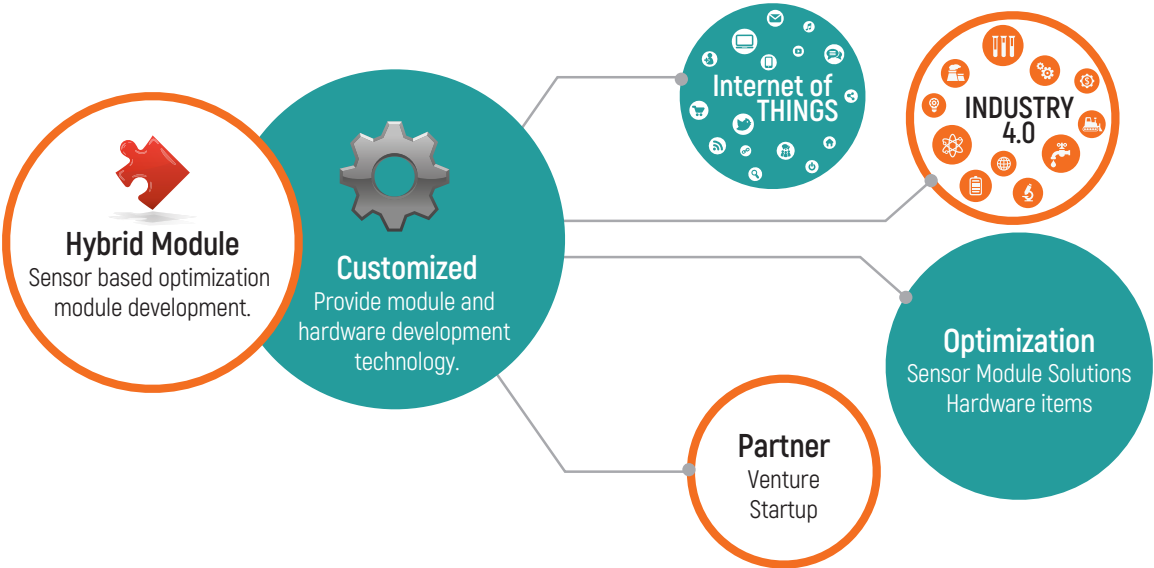 Hybrid Module
Sensor based optimization
module development.
Customized
Provide module and
hardware development
technology.
Internet of
THINGS
INDUSTRY
4.0
Optimization
Sensor Module Solutions
Hardware items
Partner
Venture
Startup